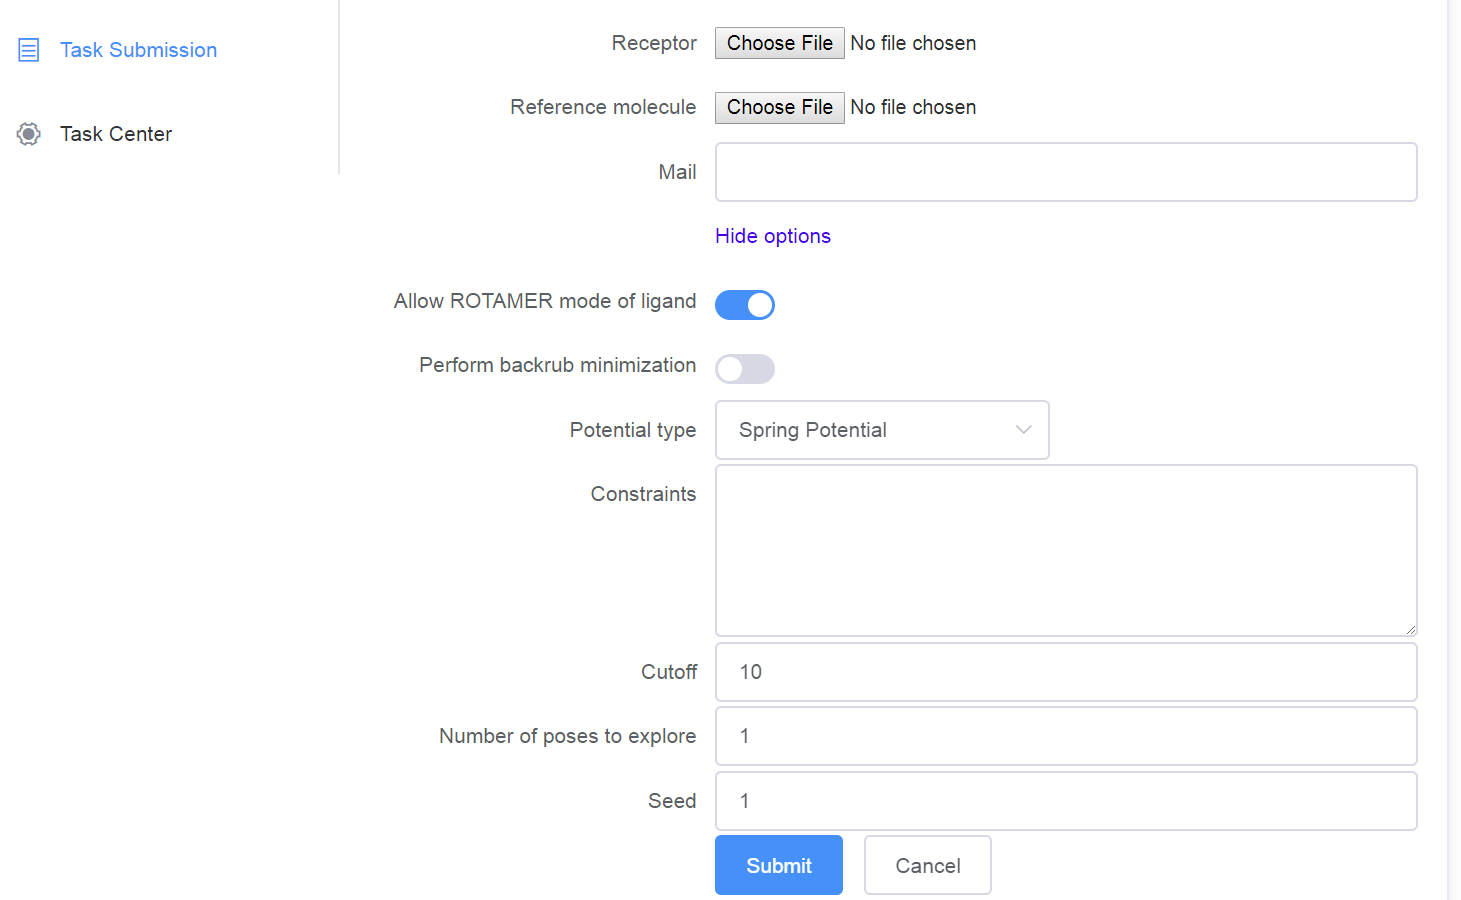 Task Submission
Task Center
Receptor Choose File No file chosen
Reference molecule Choose File No file chosen
Mail
Hide options
Allow ROTAMER mode of ligand
Perform backrub minimization
Potential type Spring Potential
Constraints
Cutoff 10
Number of poses to explore 1
Seed 1
Submit Cancel